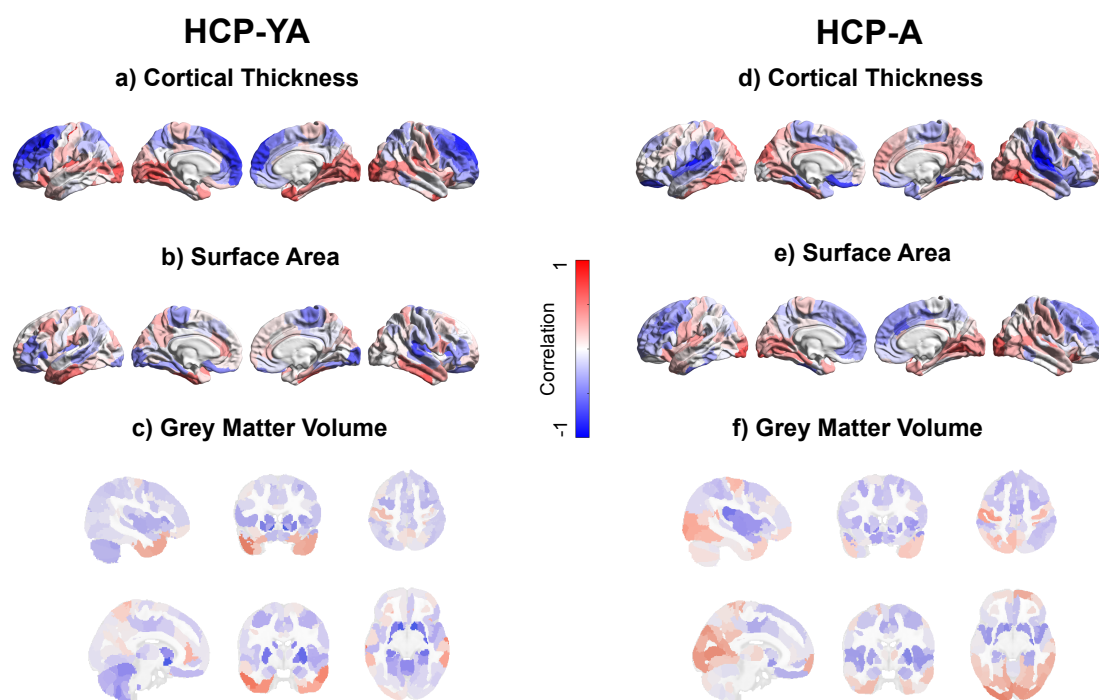 HCP-YA
HCP-A
a) Cortical Thickness
d) Cortical Thickness
b) Surface Area
e) Surface Area
1
Correlation
-1
c) Grey Matter Volume
f) Grey Matter Volume